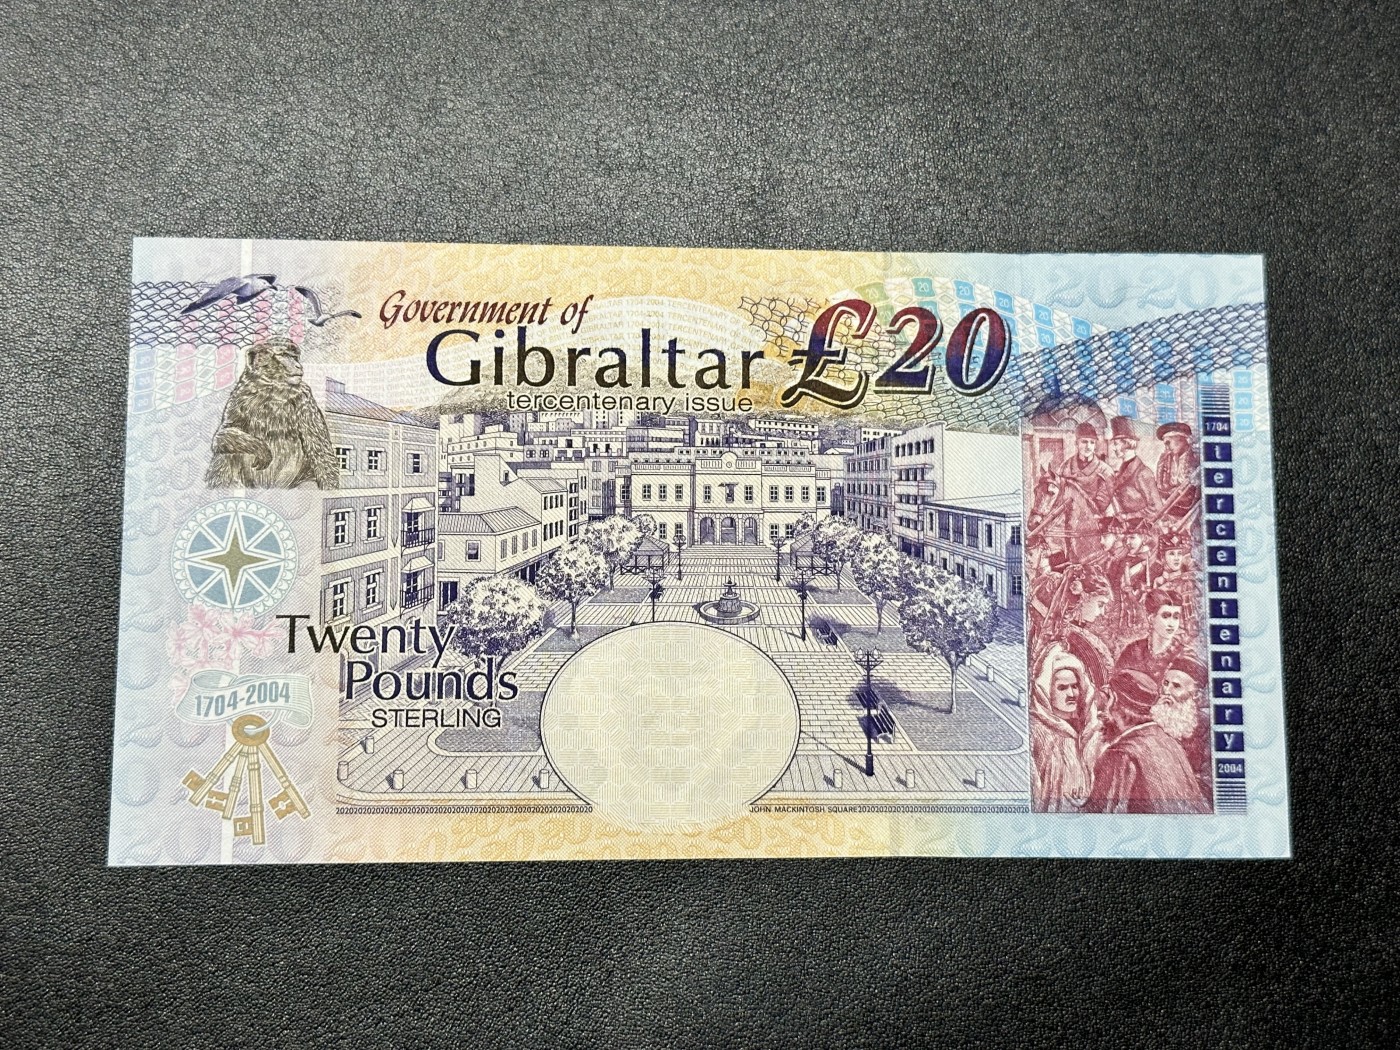 Government of
Gibraltar
£20
tercentenary issue
1704
tercentenary
2004
Twenty
Pounds
STERLING
1704-2004
JOHN MACKINTOSH SQUARE